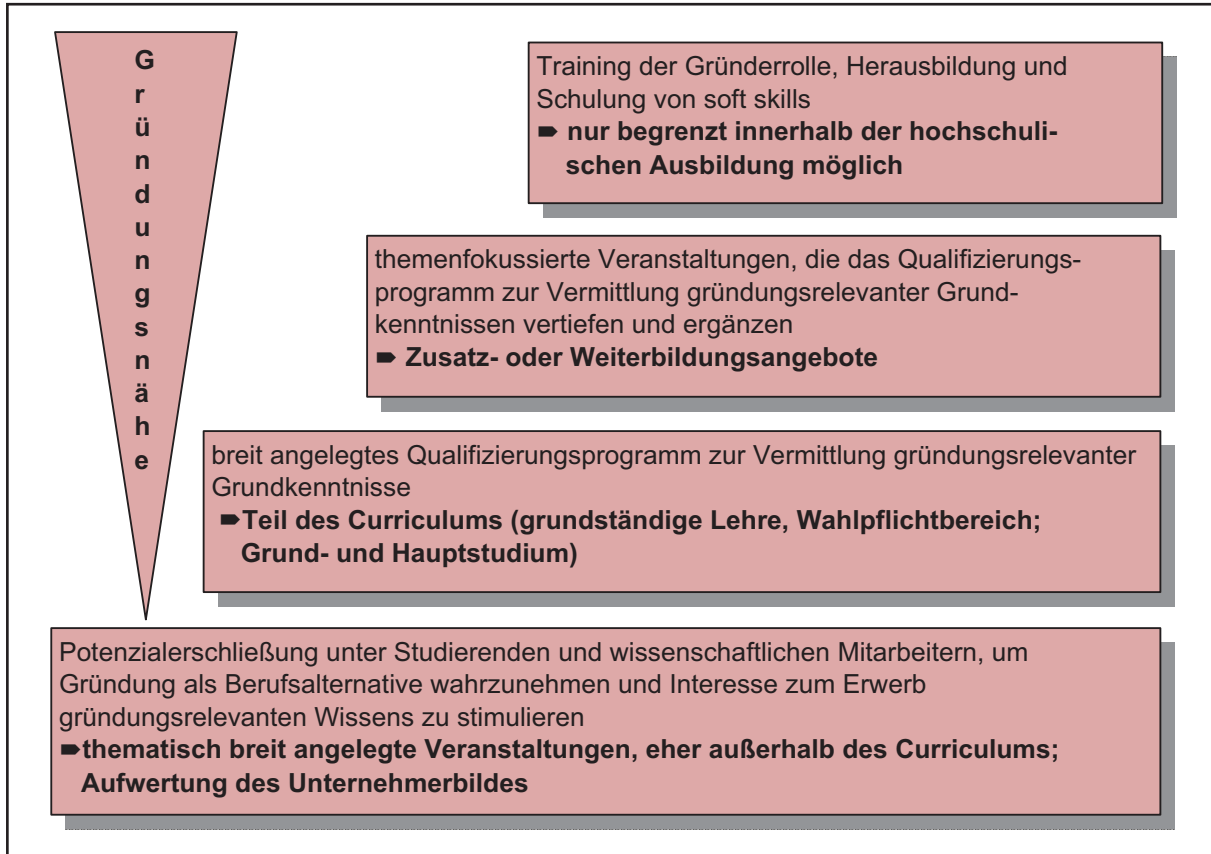 Gründungsnähe
Training der Gründerrolle, Herausbildung und
Schulung von soft skills
➨ nur begrenzt innerhalb der hochschuli-
schen Ausbildung möglich
themenfokussierte Veranstaltungen, die das Qualifizierungs-
programm zur Vermittlung gründungsrelevanter Grund-
kenntnissen vertiefen und ergänzen
➨ Zusatz- oder Weiterbildungsangebote
breit angelegtes Qualifizierungsprogramm zur Vermittlung gründungsrelevanter
Grundkenntnisse
➨Teil des Curriculums (grundständige Lehre, Wahlpflichtbereich;
Grund- und Hauptstudium)
Potenzialerschließung unter Studierenden und wissenschaftlichen Mitarbeitern, um
Gründung als Berufsalternative wahrzunehmen und Interesse zum Erwerb
gründungsrelevanten Wissens zu stimulieren
➨thematisch breit angelegte Veranstaltungen, eher außerhalb des Curriculums;
Aufwertung des Unternehmerbildes